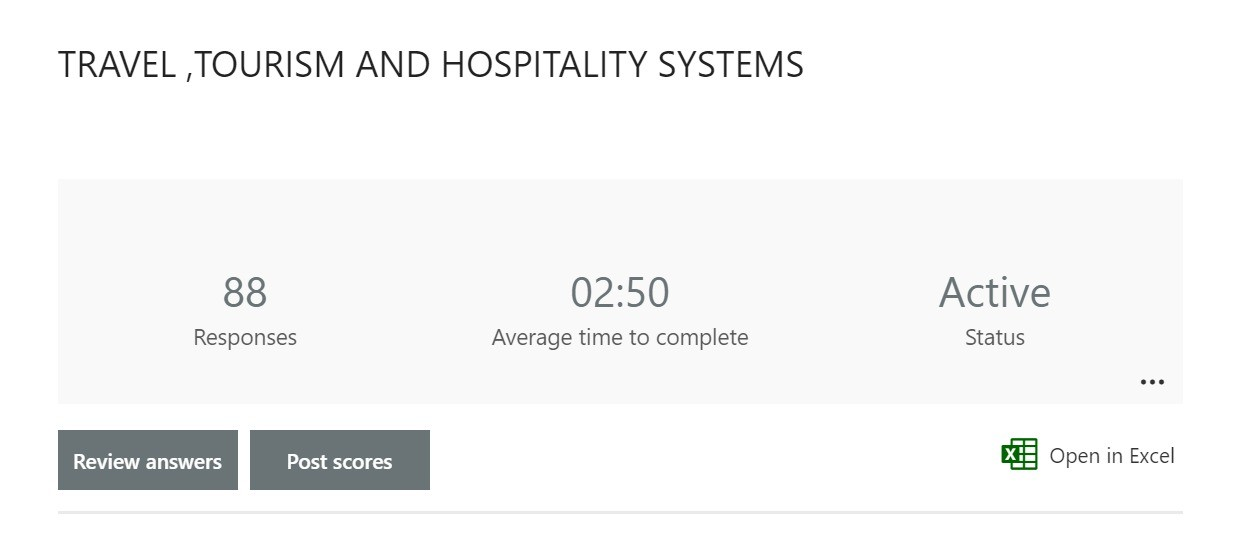 TRAVEL ,TOURISM AND HOSPITALITY SYSTEMS
88
Responses
02:50
Average time to complete
Active
Status
...
Review answers
Post scores
Open in Excel